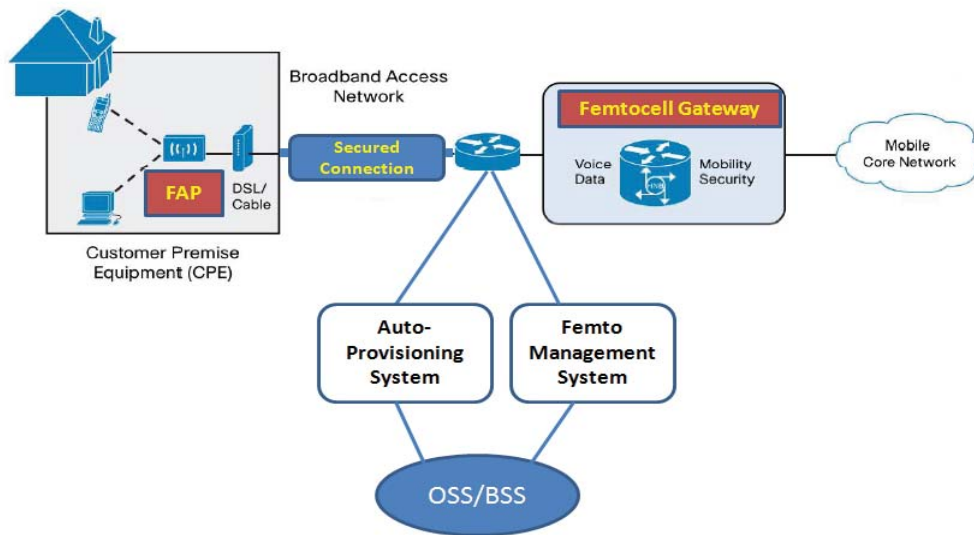 Broadband Access
Network
Femtocell Gateway
Secured
Connection
Voice
Data
Mobility
Security
HNB
Mobile
Core Network
FAP
DSL/
Cable
Customer Premise
Equipment (CPE)
Auto-
Provisioning
System
Femto
Management
System
OSS/BSS